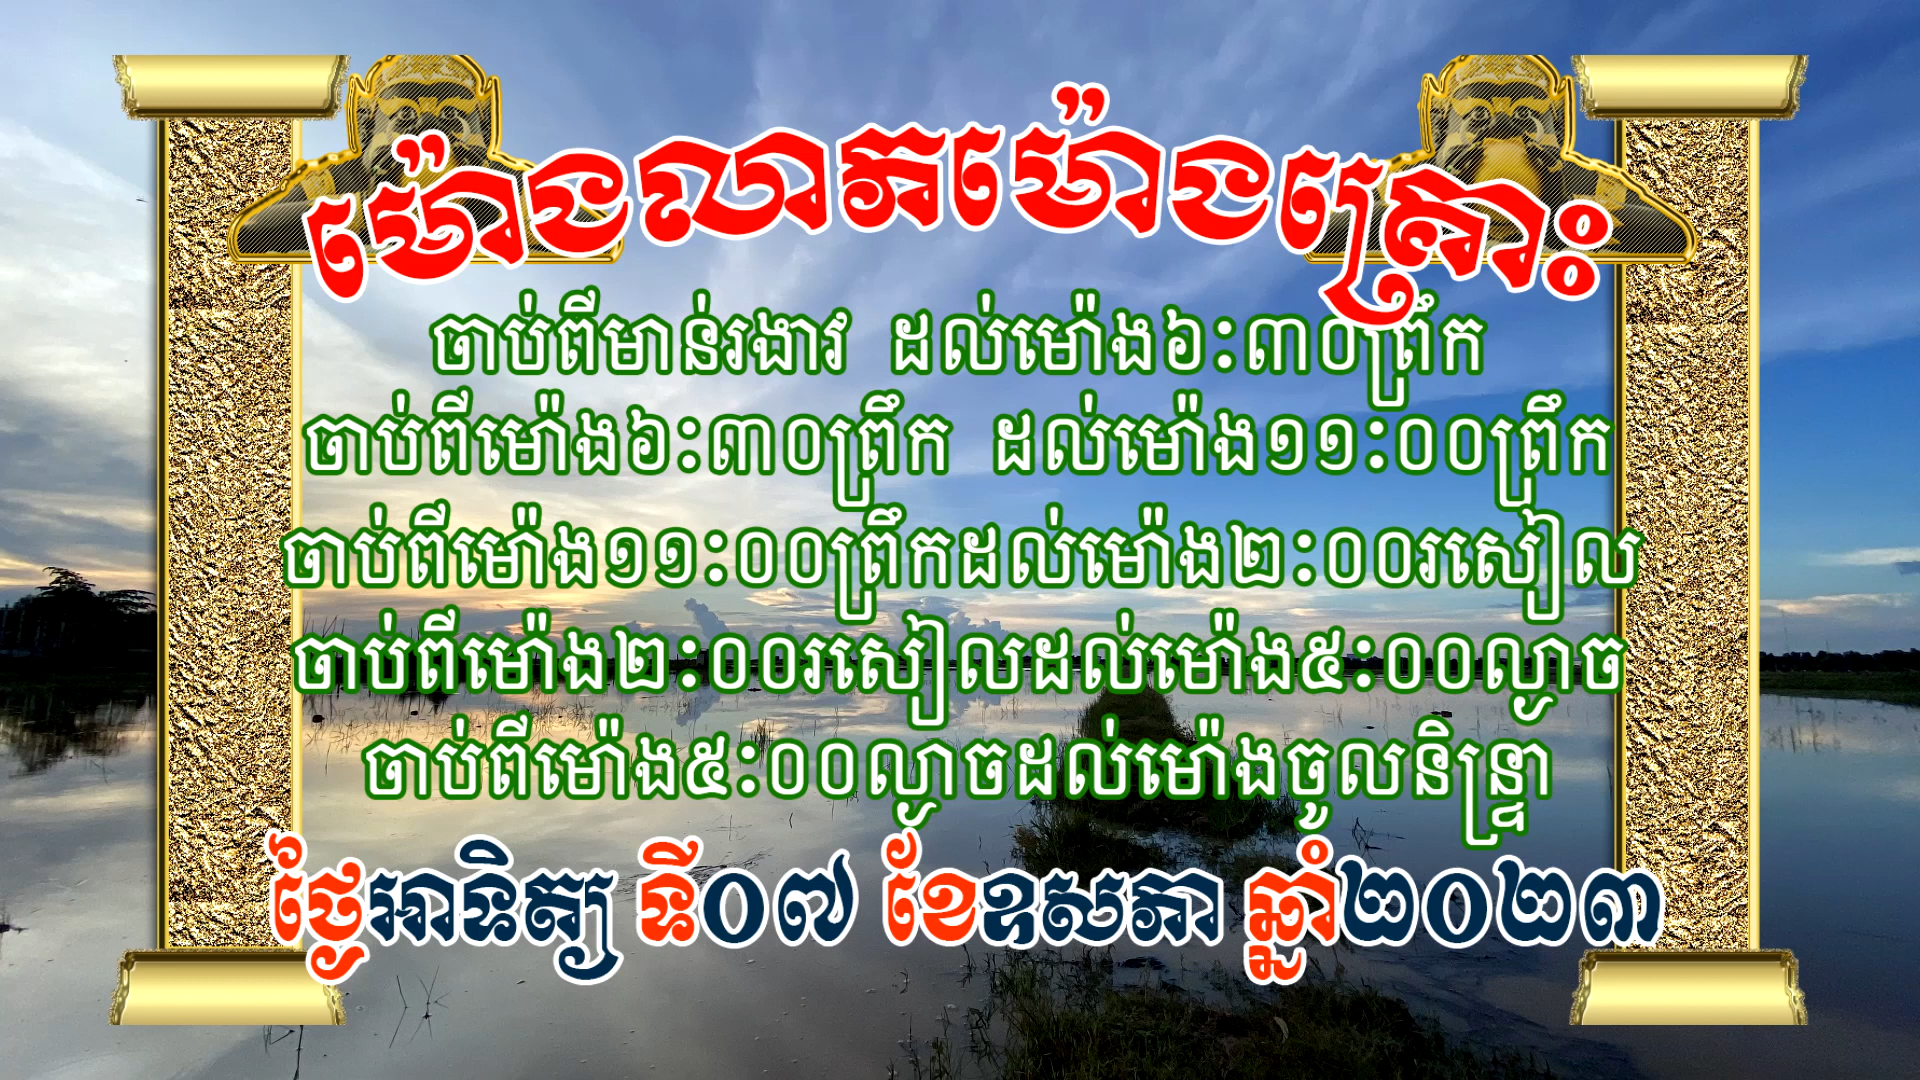 ម៉ោងលាភម៉ោងគ្រោះ
ចាប់ពីមាន់រងាវ ដល់ម៉ោង៦:៣០ព្រឹក
ចាប់ពីម៉ោង៦:៣០ព្រឹក ដល់ម៉ោង១១:០០ព្រឹក
ចាប់ពីម៉ោង១១:០០ព្រឹកដល់ម៉ោង២:០០រសៀល
ចាប់ពីម៉ោង២:០០រសៀលដល់ម៉ោង៥:០០ល្ងាច
ចាប់ពីម៉ោង៥:០០ល្ងាចដល់ម៉ោងចូលនិន្ទ្រា
ថ្ងៃអាទិត្យ ទី០៧ ខែឧសភា ឆ្នាំ២០២៣